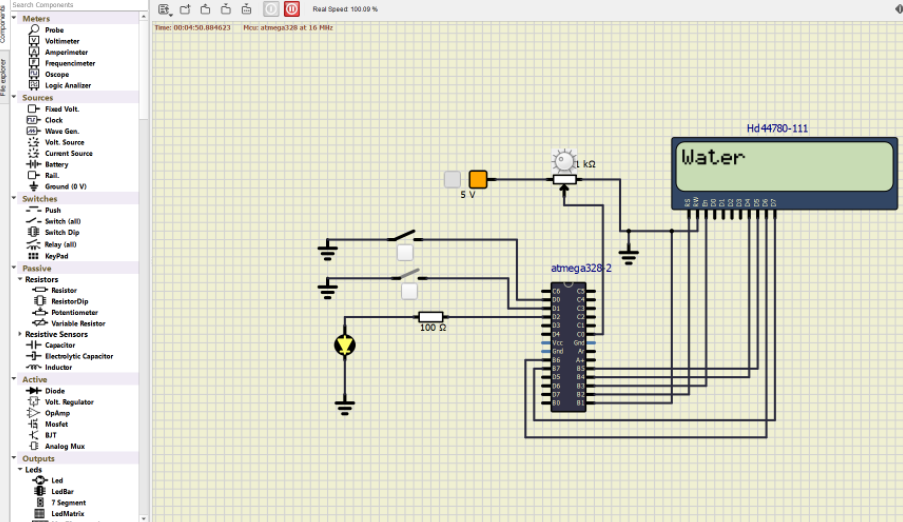 Search Components
Components
File explorer
Meters
Probe
Voltimeter
Amperimeter
Frequencimeter
Oscope
Logic Analizer
Sources
Fixed Volt.
Clock
Wave Gen.
Volt. Source
Current Source
Battery
Rail.
Ground (0 V)
Switches
Push
Switch (all)
Switch Dip
Relay (all)
KeyPad
Passive
Resistors
Resistor
ResistorDip
Potentiometer
Variable Resistor
Resistive Sensors
Capacitor
Electrolytic Capacitor
Inductor
Active
Diode
Volt. Regulator
OpAmp
Mosfet
BJT
Analog Mux
Outputs
Leds
Led
LedBar
7 Segment
LedMatrix
Real Speed: 100.09 %
Time: 00:04:50.884623 Mcu: atmega328 at 16 MHz
Hd44780-111
Water
RS RW En D0 D1 D2 D3 D4 D5 D6 D7
1 kΩ
5 V
atmega328-2
100 Ω
C6 C5
D0 C4
D1 C3
D2 C2
D3 C1
D4 C0
Vcc Gnd
Gnd Ar
B6 A+
B7 B5
D5 B4
D6 B3
D7 B2
B0 B1